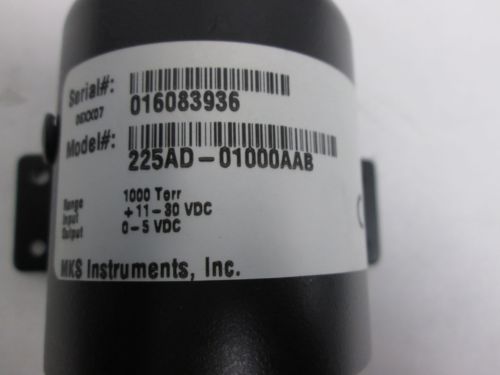 Serial#: 016083936
06XX07
Model#: 225AD-01000AAB
Range 1000 Torr
Input +11-30 VDC
Output 0-5 VDC
MKS Instruments, Inc.